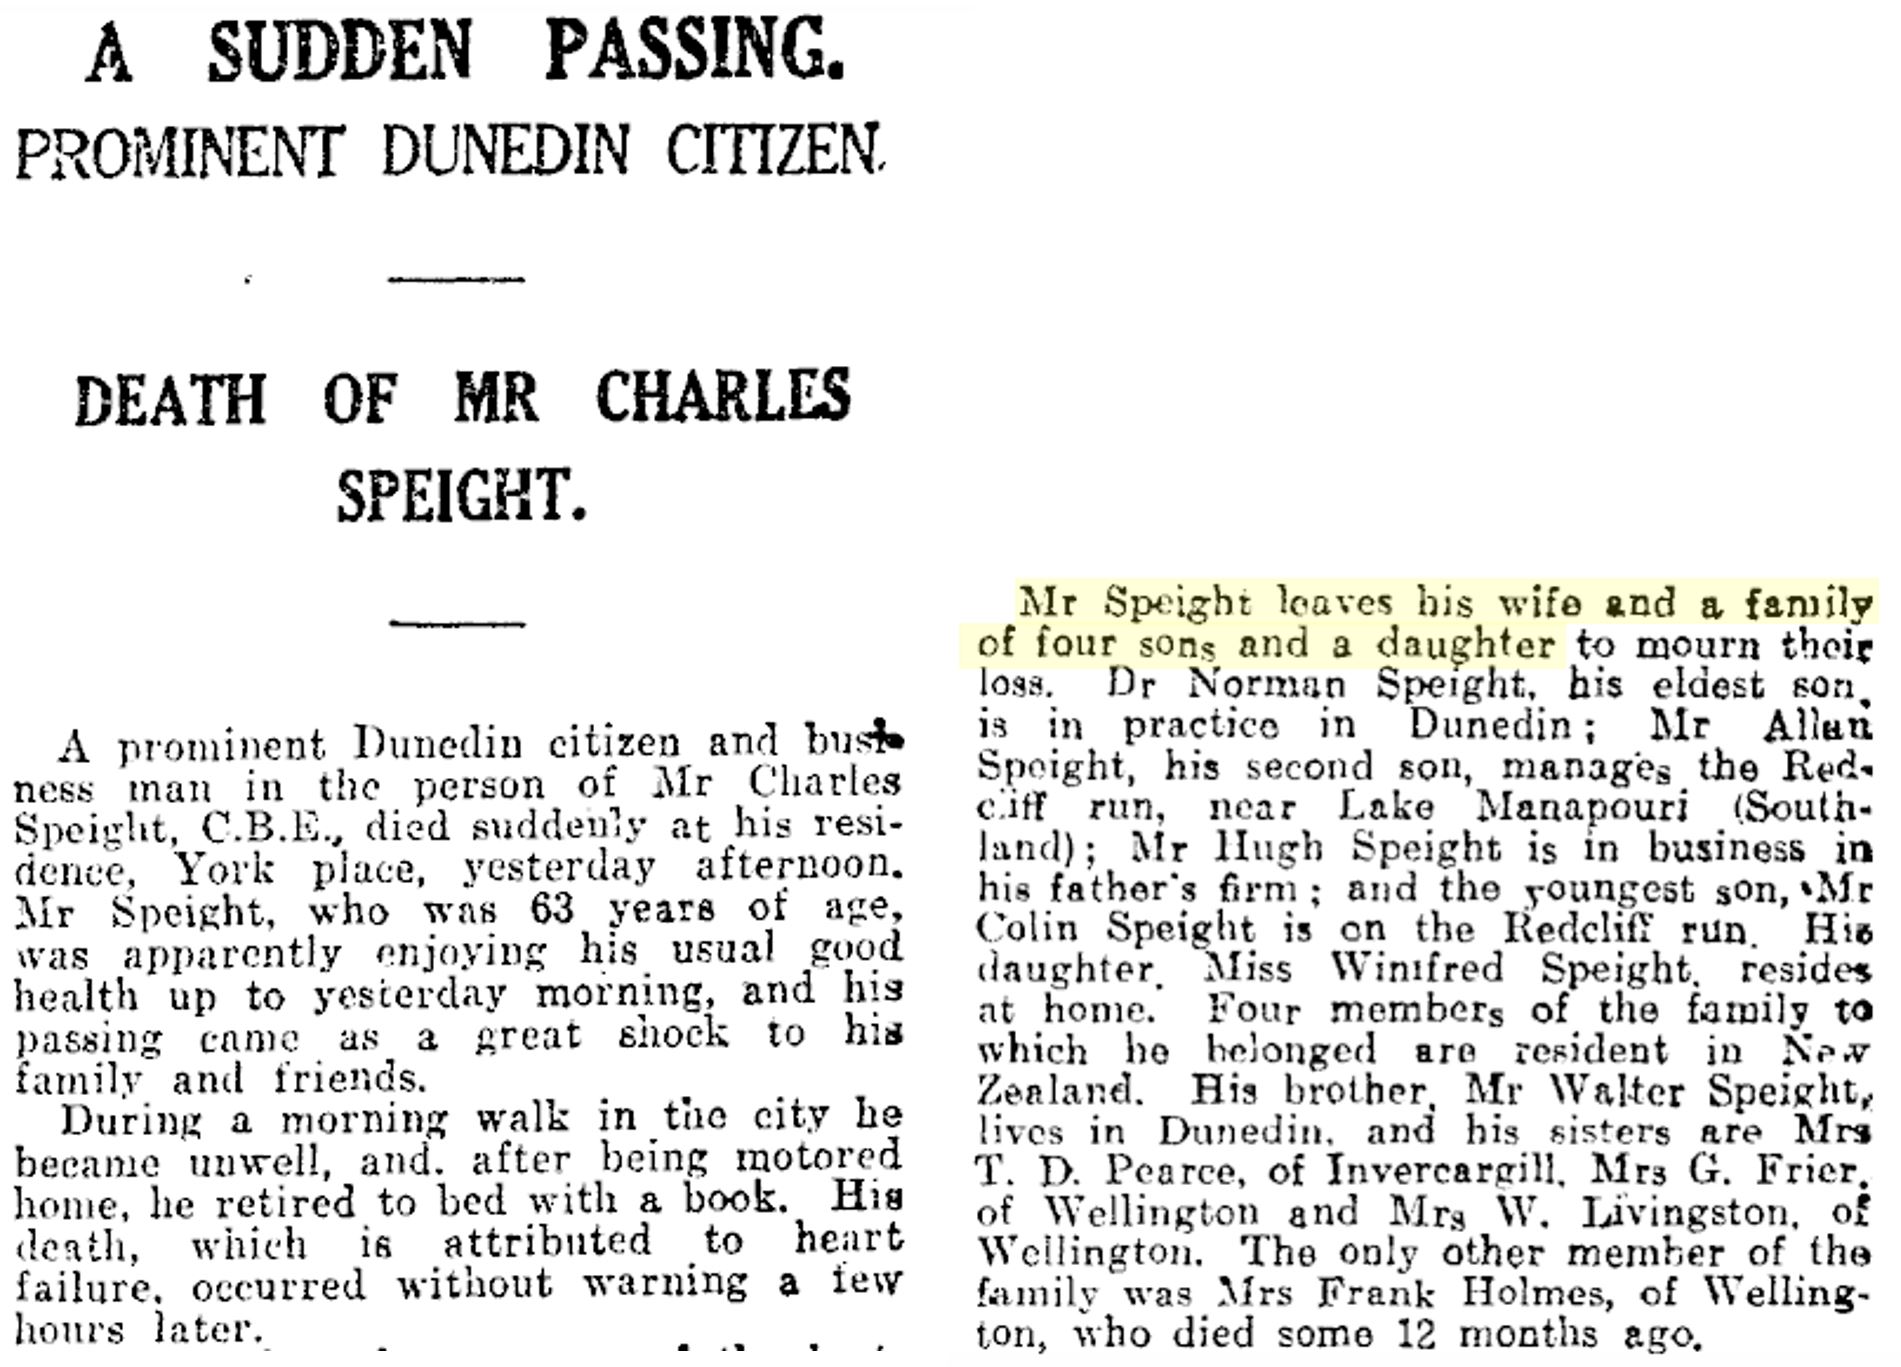 A SUDDEN PASSING.
PROMINENT DUNEDIN CITIZEN.
DEATH OF MR CHARLES
SPEIGHT.
A prominent Dunedin citizen and busi-
ness man in the person of Mr Charles
Speight, C.B.E., died suddenly at his resi-
dence, York place, yesterday afternoon.
Mr Speight, who was 63 years of age,
was apparently enjoying his usual good
health up to yesterday morning, and his
passing came as a great shock to his
family and friends.
During a morning walk in the city he
became unwell, and. after being motored
home, he retired to bed with a book. His
death, which is attributed to heart
failure, occurred without warning a few
hours later.
Mr Speight leaves his wife and a family
of four sons and a daughter to mourn their
loss. Dr Norman Speight, his eldest son,
is in practice in Dunedin; Mr Allan
Speight, his second son, manages the Red-
cliff run, near Lake Manapouri (South-
land); Mr Hugh Speight is in business in
his father's firm; and the youngest son, Mr
Colin Speight is on the Redcliff run. His
daughter, Miss Winifred Speight, resides
at home. Four members of the family to
which he belonged are resident in New
Zealand. His brother, Mr Walter Speight,
lives in Dunedin, and his sisters are Mrs
T. D. Pearce, of Invercargill, Mrs G. Frier,
of Wellington and Mrs W. Livingston, of
Wellington. The only other member of the
family was Mrs Frank Holmes, of Welling-
ton, who died some 12 months ago.